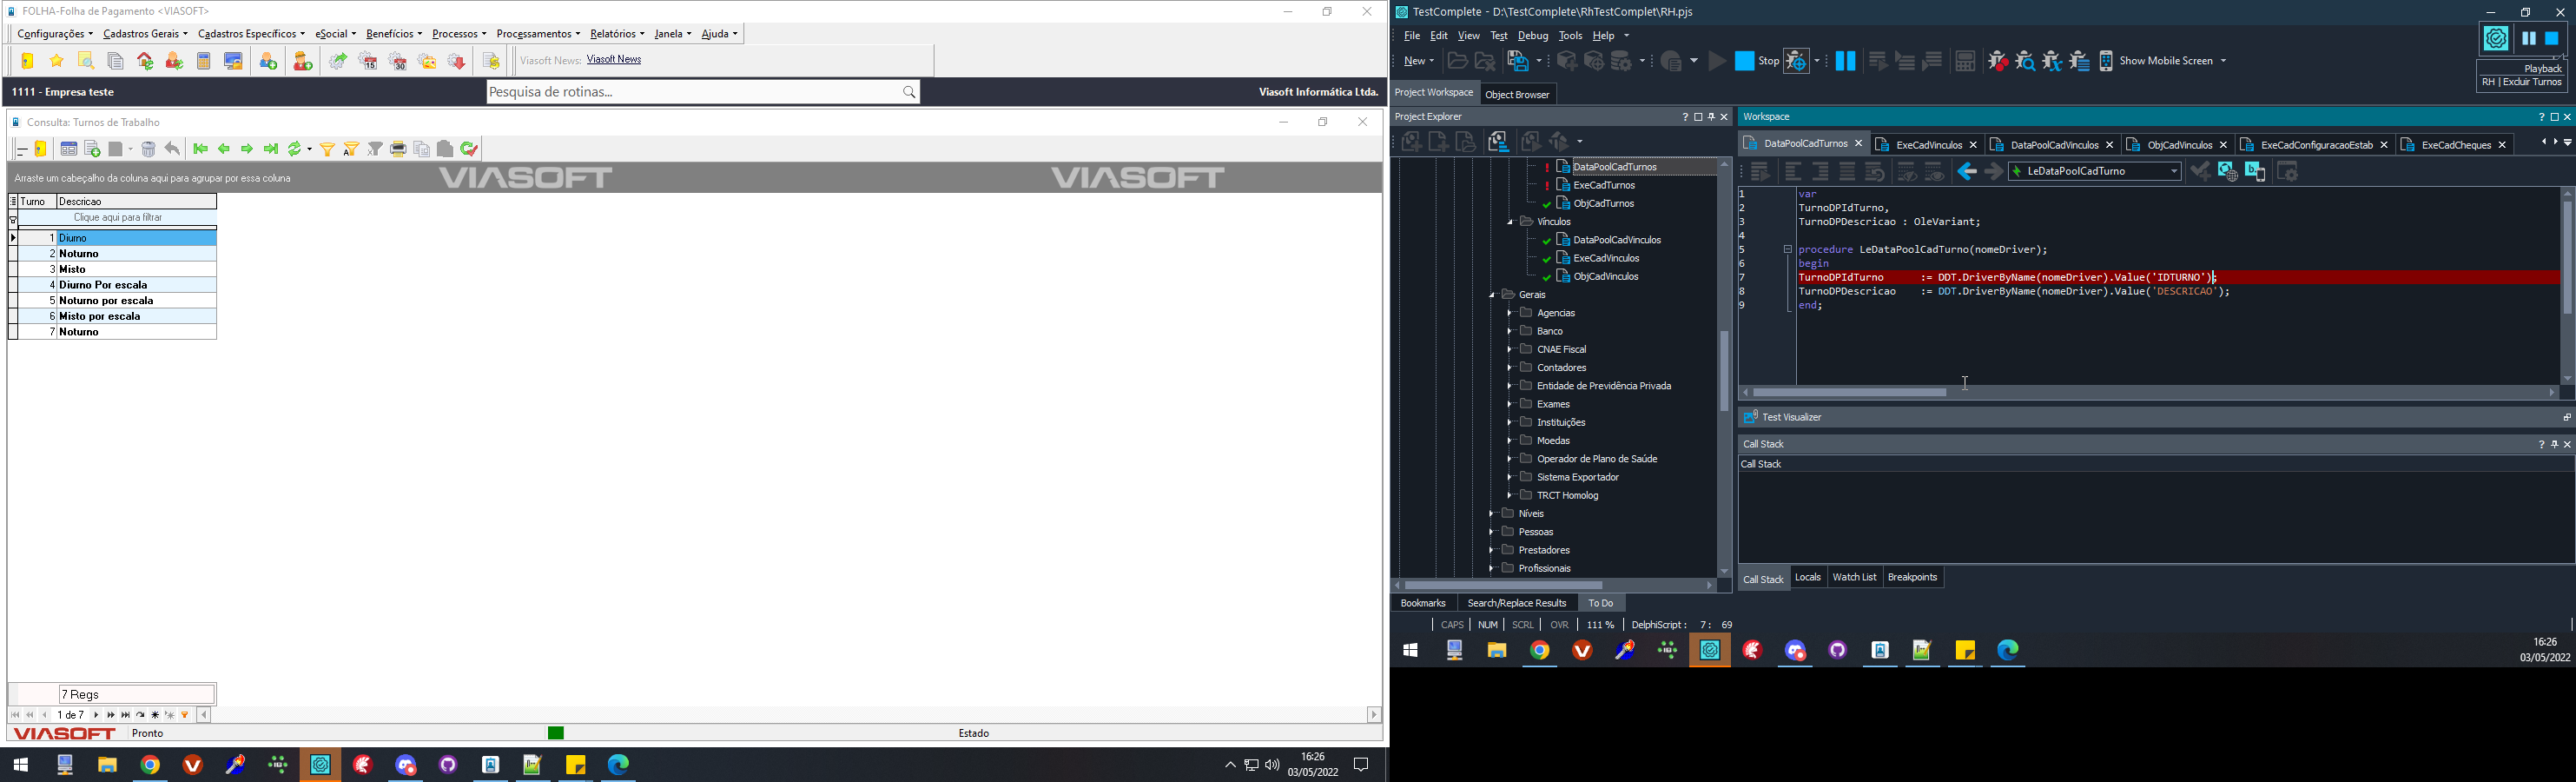 FOLHA-Folha de Pagamento <VIASOFT>
Configurações Cadastros Gerais Cadastros Específicos eSocial Benefícios Processos Processamentos Relatórios Janela Ajuda
15 30 Viasoft News: Viasoft News
1111 - Empresa teste Pesquisa de rotinas... Viasoft Informática Ltda.
Consulta: Turnos de Trabalho
Arraste um cabeçalho da coluna aqui para agrupar por essa coluna VIASOFT VIASOFT
Turno Descricao
Clique aqui para filtrar
1 Diurno
2 Noturno
3 Misto
4 Diurno Por escala
5 Noturno por escala
6 Misto por escala
7 Noturno
7 Regs
1 de 7
VIASOFT Pronto Estado
16:26
03/05/2022
TestComplete - D:\TestComplete\RhTestComplet\RH.pjs
File Edit View Test Debug Tools Help
New Stop Show Mobile Screen
Playback
RH | Excluir Turnos
Project Workspace Object Browser
Project Explorer
DataPoolCadTurnos
ExeCadTurnos
ObjCadTurnos
Vínculos
DataPoolCadVinculos
ExeCadVinculos
ObjCadVinculos
Gerais
Agencias
Banco
CNAE Fiscal
Contadores
Entidade de Previdência Privada
Exames
Instituições
Moedas
Operador de Plano de Saúde
Sistema Exportador
TRCT Homolog
Níveis
Pessoas
Prestadores
Profissionais
Bookmarks Search/Replace Results To Do
Workspace
DataPoolCadTurnos ExeCadVinculos DataPoolCadVinculos ObjCadVinculos ExeCadConfiguracaoEstab ExeCadCheques
LeDataPoolCadTurno
1 var
2 TurnoDPIdTurno,
3 TurnoDPDescricao : OleVariant;
4
5 procedure LeDataPoolCadTurno(nomeDriver);
6 begin
7 TurnoDPIdTurno := DDT.DriverByName(nomeDriver).Value('IDTURNO');
8 TurnoDPDescricao := DDT.DriverByName(nomeDriver).Value('DESCRICAO');
9 end;
Test Visualizer
Call Stack
Call Stack
Call Stack Locals Watch List Breakpoints
CAPS NUM SCRL OVR 111 % DelphiScript : 7 : 69
16:26
03/05/2022